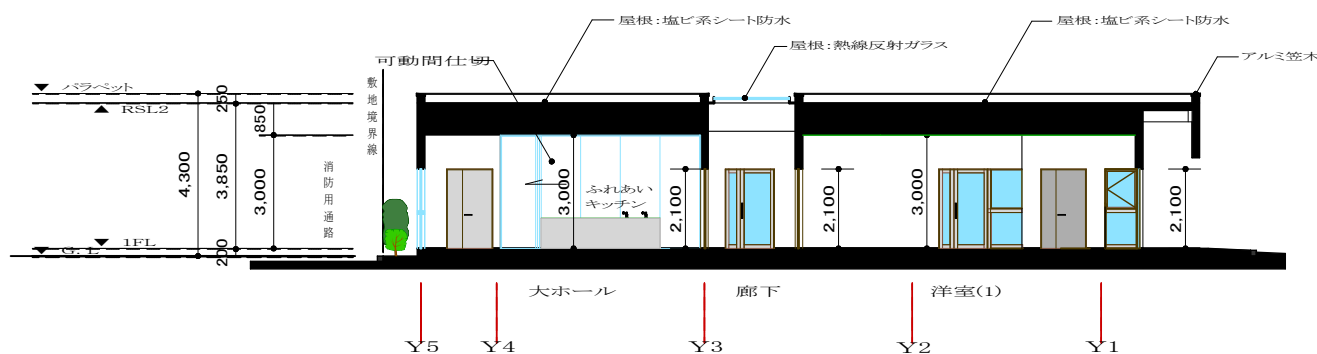 屋根：塩ビ系シート防水
屋根：塩ビ系シート防水
屋根：熱線反射ガラス
可動間仕切
アルミ笠木
パラペット
RSL2
250
850
敷地境界線
4,300
3,850
3,000
消防用通路
3,000
ふれあい
キッチン
2,100
2,100
3,000
2,100
1FL
G.L
200
大ホール
廊下
洋室(1)
Y5
Y4
Y3
Y2
Y1